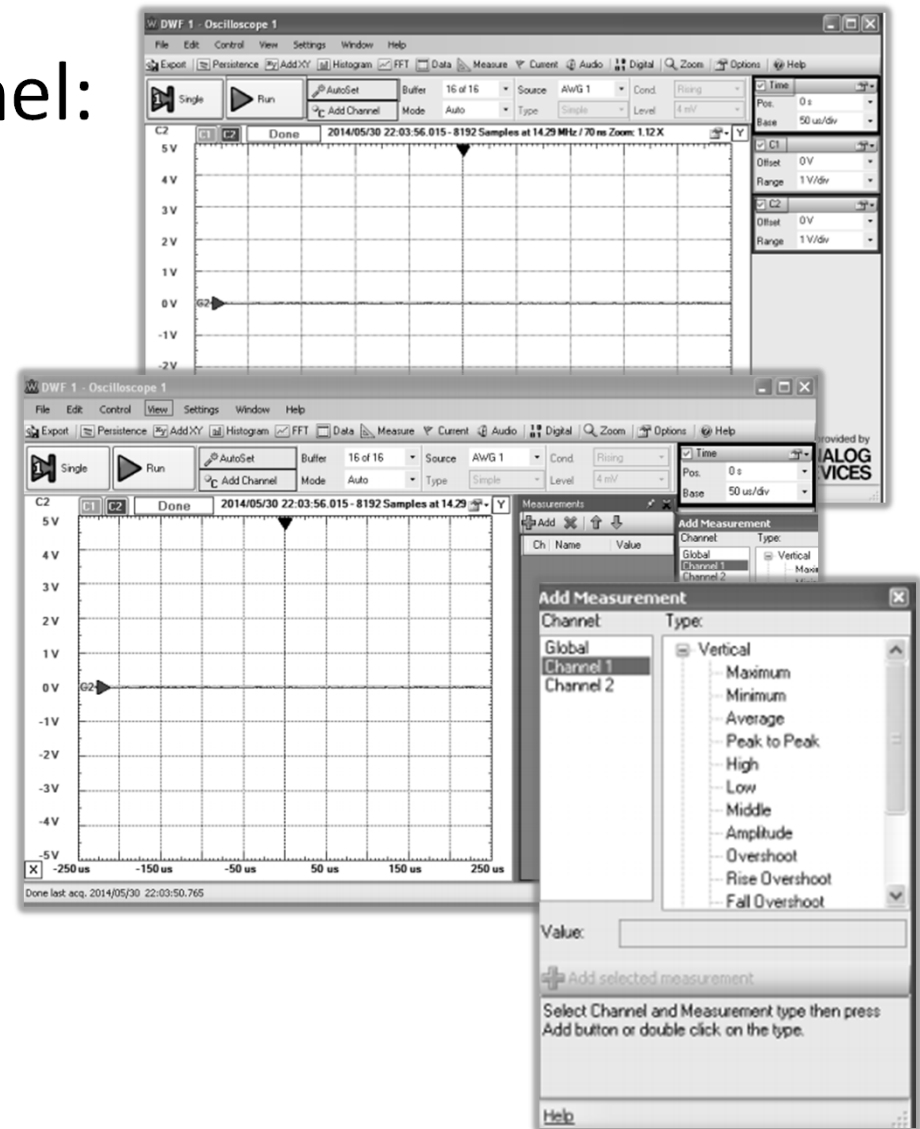 nel:
DWF 1 - Oscilloscope 1
File Edit Control View Settings Window Help
Export Persistence Add XY Histogram FFT Data Measure Current Audio Digital Zoom Options Help
Single Run AutoSet Buffer 16 of 16 Source AWG 1 Cond. Rising Time
Add Channel Mode Auto Type Simple Level 4 mV Pos. 0 s
Base 50 us/div
C2 C1 C2 Done 2014/05/30 22:03:56.015 - 8192 Samples at 14.29 MHz / 70 ns Zoom: 1.12 X Y
C1
Offset 0 V
Range 1 V/div
C2
Offset 0 V
Range 1 V/div
5 V
4 V
3 V
2 V
1 V
0 V G2
-1 V
-2 V
rovided by
ALOG
VICES
DWF 1 - Oscilloscope 1
File Edit Control View Settings Window Help
Export Persistence Add XY Histogram FFT Data Measure Current Audio Digital Zoom Options Help
Single Run AutoSet Buffer 16 of 16 Source AWG 1 Cond. Rising Time
Add Channel Mode Auto Type Simple Level 4 mV Pos. 0 s
Base 50 us/div
C2 C1 C2 Done 2014/05/30 22:03:56.015 - 8192 Samples at 14.29 Y
5 V
4 V
3 V
2 V
1 V
0 V G2
-1 V
-2 V
-3 V
-4 V
-5 V
X -250 us -150 us -50 us 50 us 150 us 250 us
Done last acq. 2014/05/30 22:03:50.765
Measurements
Add
Ch Name Value
Add Measurement
Channel: Type:
Global Vertical
Channel 1
Channel 2
Add Measurement
Channel: Type:
Global
Channel 1
Channel 2
Vertical
Maximum
Minimum
Average
Peak to Peak
High
Low
Middle
Amplitude
Overshoot
Rise Overshoot
Fall Overshoot
Value:
Add selected measurement
Select Channel and Measurement type then press
Add button or double click on the type.
Help